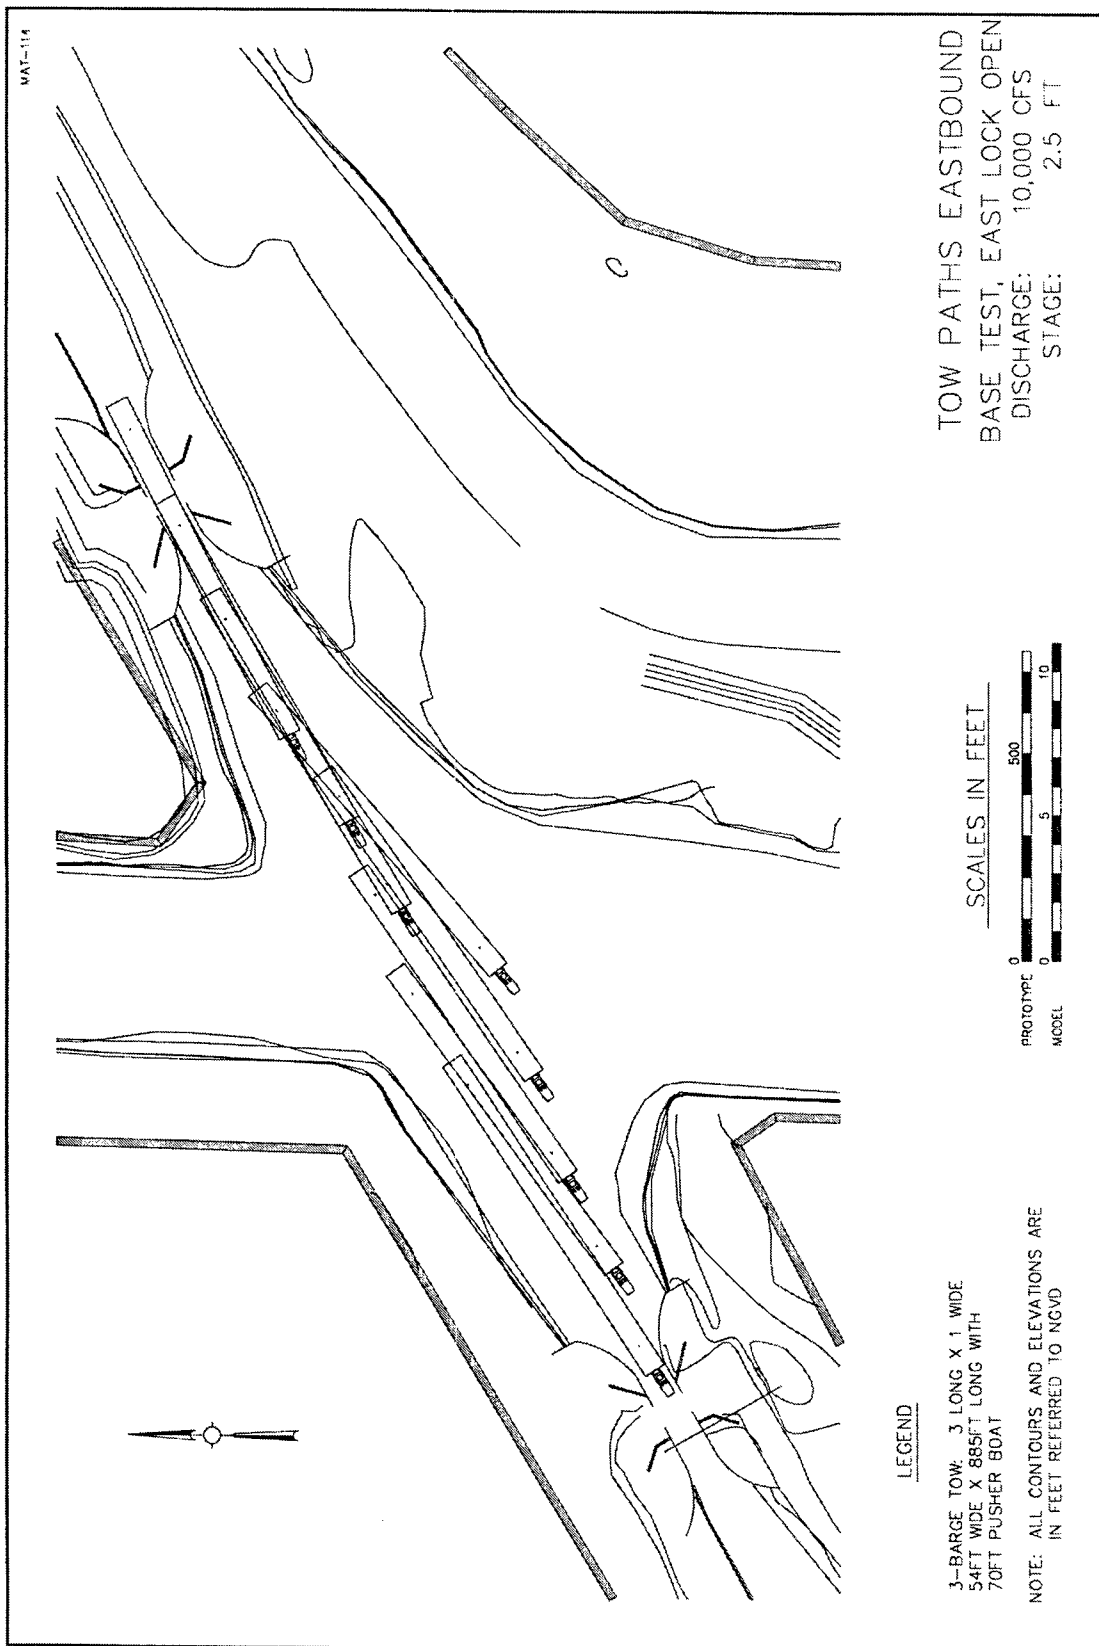 MAT-114
LEGEND
3-BARGE TOW: 3 LONG X 1 WIDE
54FT WIDE X 885FT LONG WITH
70FT PUSHER BOAT
NOTE: ALL CONTOURS AND ELEVATIONS ARE
IN FEET REFERRED TO NGVD
SCALES IN FEET
PROTOTYPE 0 500
MODEL 0 5 10
TOW PATHS EASTBOUND
BASE TEST, EAST LOCK OPEN
DISCHARGE: 10,000 CFS
STAGE: 2.5 FT